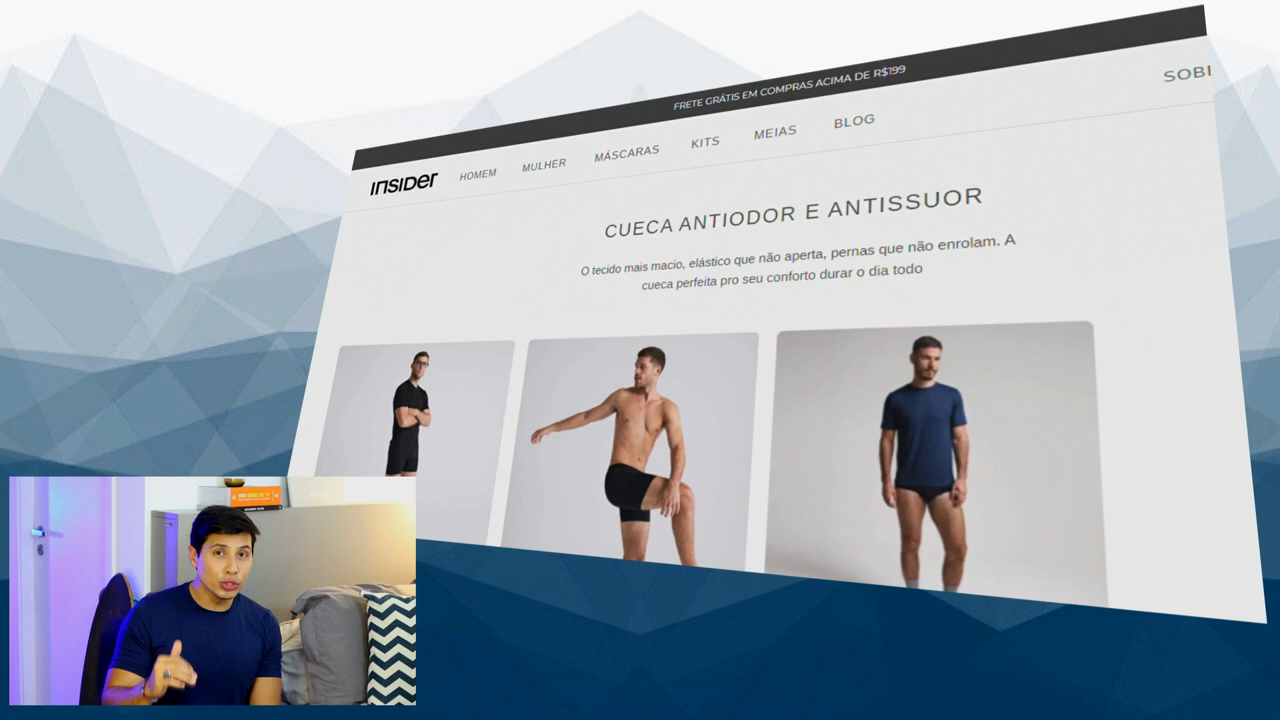 FRETE GRÁTIS EM COMPRAS ACIMA DE R$199
INSIDER HOMEM MULHER MÁSCARAS KITS MEIAS BLOG
CUECA ANTIODOR E ANTISSUOR
O tecido mais macio, elástico que não aperta, pernas que não enrolam. A
cueca perfeita pro seu conforto durar o dia todo